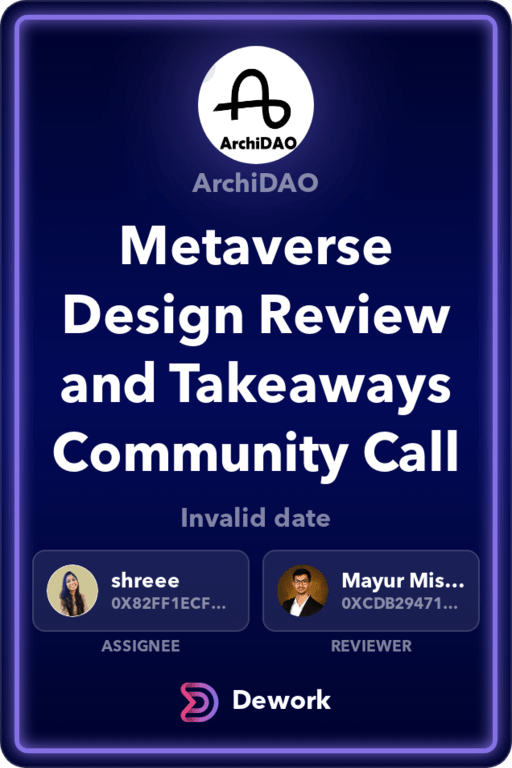 ArchiDAO
ArchiDAO
Metaverse
Design Review
and Takeaways
Community Call
Invalid date
shreee
0X82FF1ECF...
ASSIGNEE
Mayur Mis...
0XCDB29471...
REVIEWER
Dework